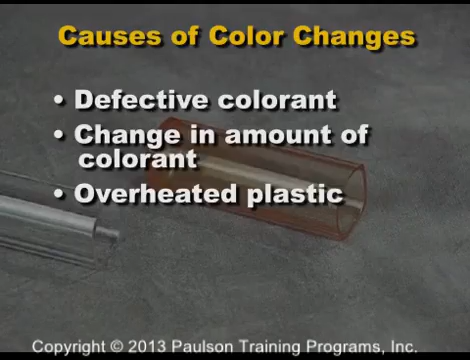 Causes of Color Changes
• Defective colorant
• Change in amount of
colorant
• Overheated plastic
Copyright © 2013 Paulson Training Programs, Inc.